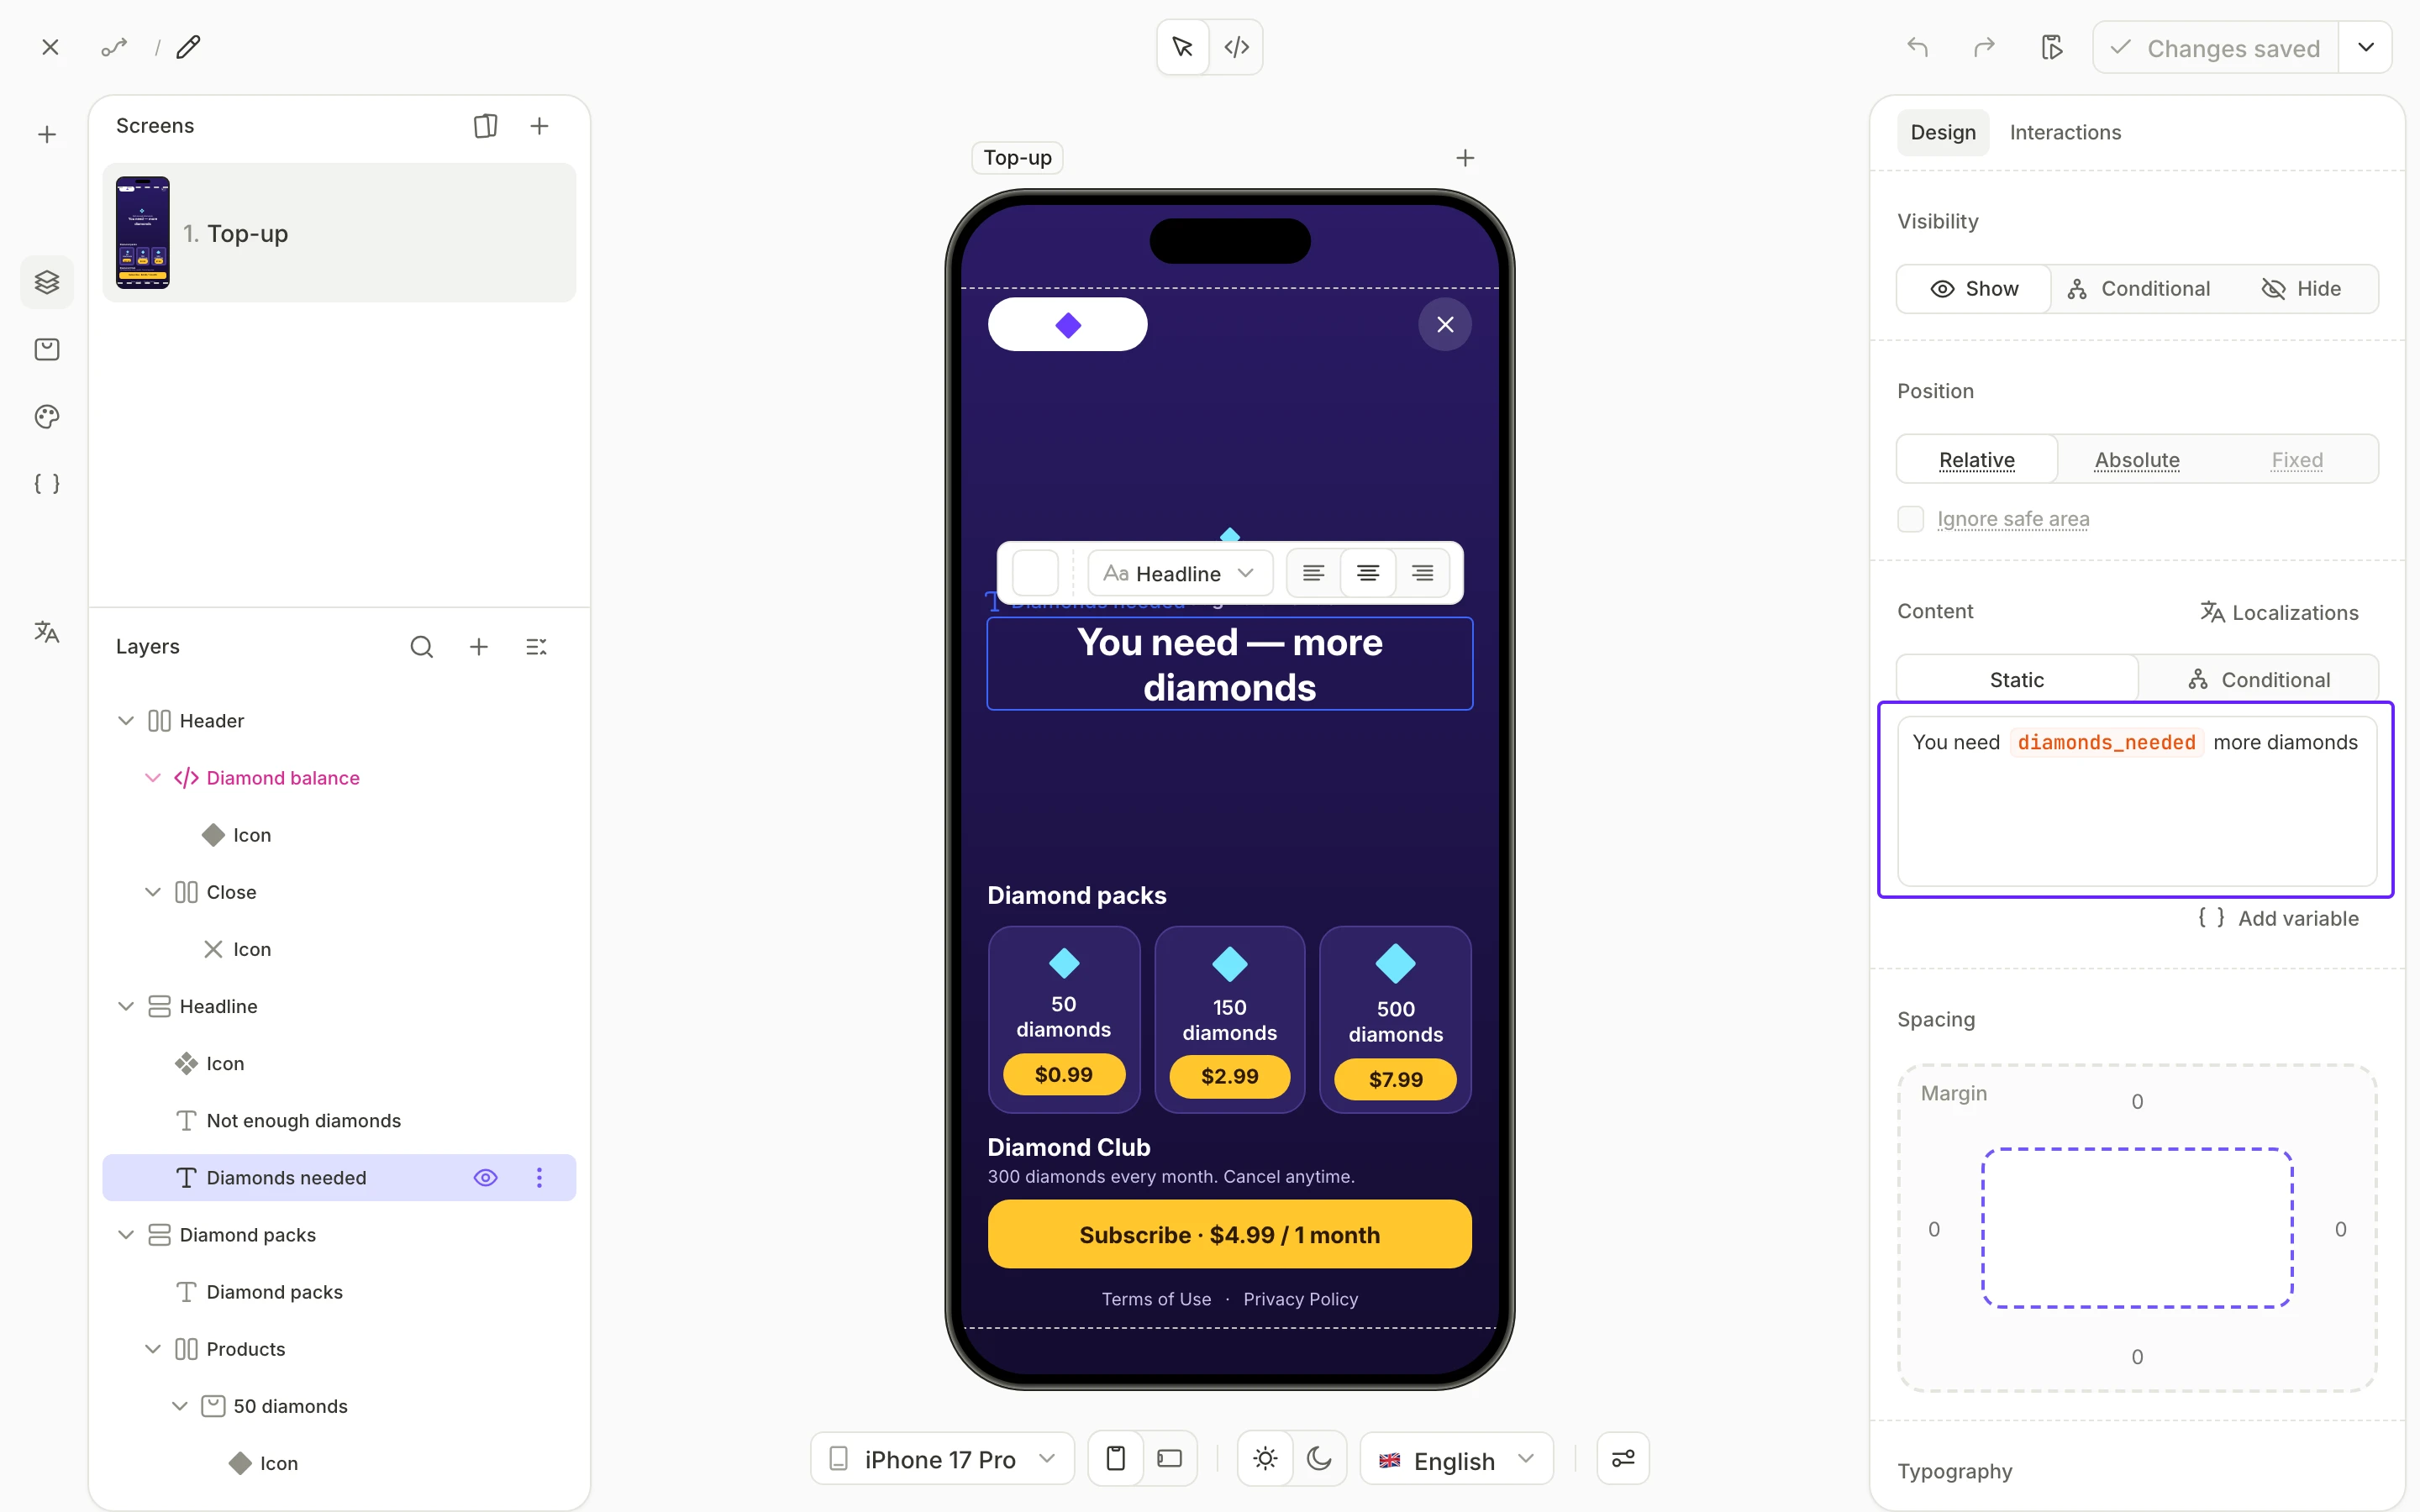 /
Changes saved
Screens
1. Top-up
Layers
Header
Diamond balance
Icon
Close
Icon
Headline
Icon
Not enough diamonds
Diamonds needed
Diamond packs
Diamond packs
Products
50 diamonds
Icon
Top-up
Aa Headline
You need — more
diamonds
Diamond packs
50
diamonds
$0.99
150
diamonds
$2.99
500
diamonds
$7.99
Diamond Club
300 diamonds every month. Cancel anytime.
Subscribe · $4.99 / 1 month
Terms of Use · Privacy Policy
iPhone 17 Pro
English
Design Interactions
Visibility
Show Conditional Hide
Position
Relative Absolute Fixed
Ignore safe area
Content Localizations
Static Conditional
You need diamonds_needed more diamonds
{ } Add variable
Spacing
Margin
0
0
0
0
Typography